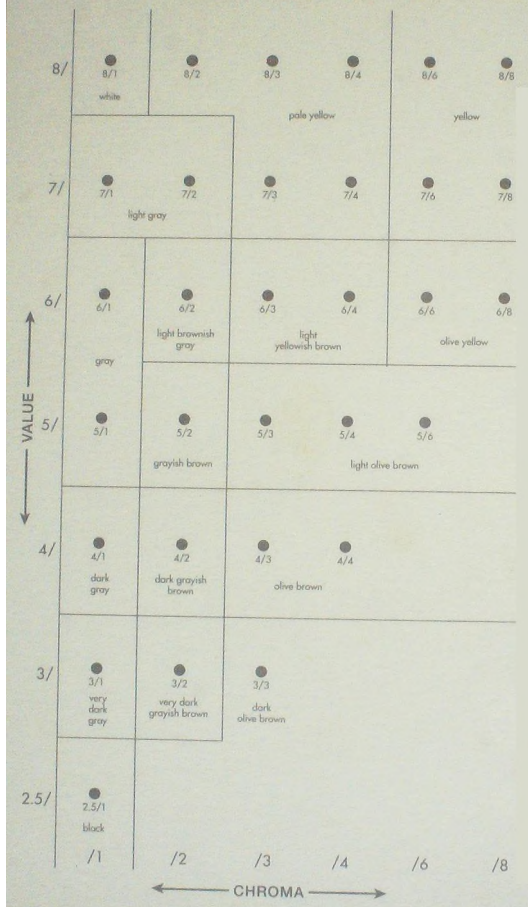 8/
8/1
8/2
8/3
8/4
8/6
8/8
white
pale yellow
yellow
7/
7/1
7/2
7/3
7/4
7/6
7/8
light gray
6/
6/1
6/2
6/3
6/4
6/6
6/8
light brownish
gray
light
yellowish brown
olive yellow
gray
VALUE
5/
5/1
5/2
5/3
5/4
5/6
grayish brown
light olive brown
4/
4/1
4/2
4/3
4/4
dark
gray
dark grayish
brown
olive brown
3/
3/1
3/2
3/3
very
dark
gray
very dark
grayish brown
dark
olive brown
2.5/
2.5/1
black
/1
/2
/3
/4
/6
/8
CHROMA